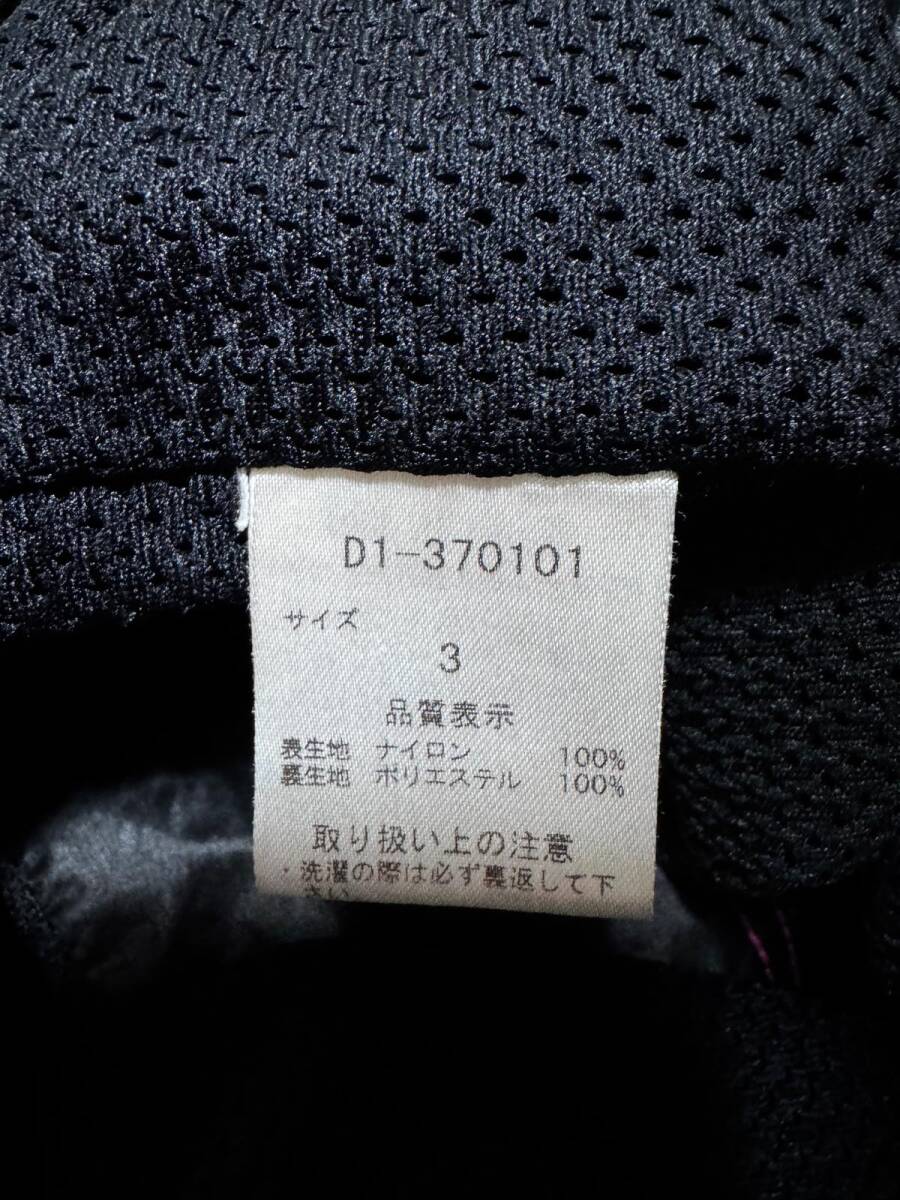 D1-370101
サイズ
3
品質表示
表生地 ナイロン 100%
裏生地 ポリエステル 100%
取り扱い上の注意
・洗濯の際は必ず裏返して下
さい